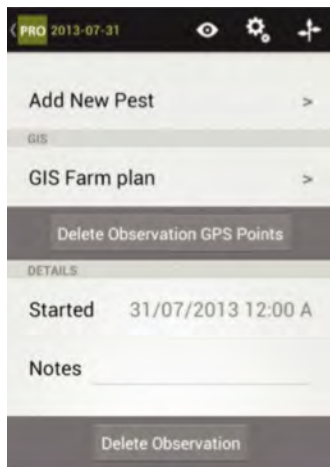 PRO 2013-07-31
Add New Pest >
GIS
GIS Farm plan >
Delete Observation GPS Points
DETAILS
Started 31/07/2013 12:00 A
Notes
Delete Observation